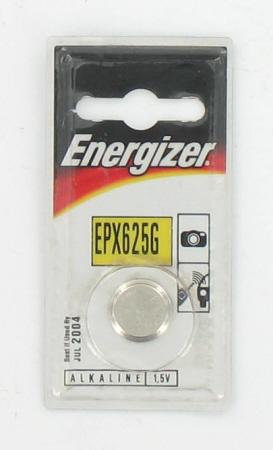 Energizer.
EPX625G
Best If Used By
JUL 2004
ALKALINE 1,5V